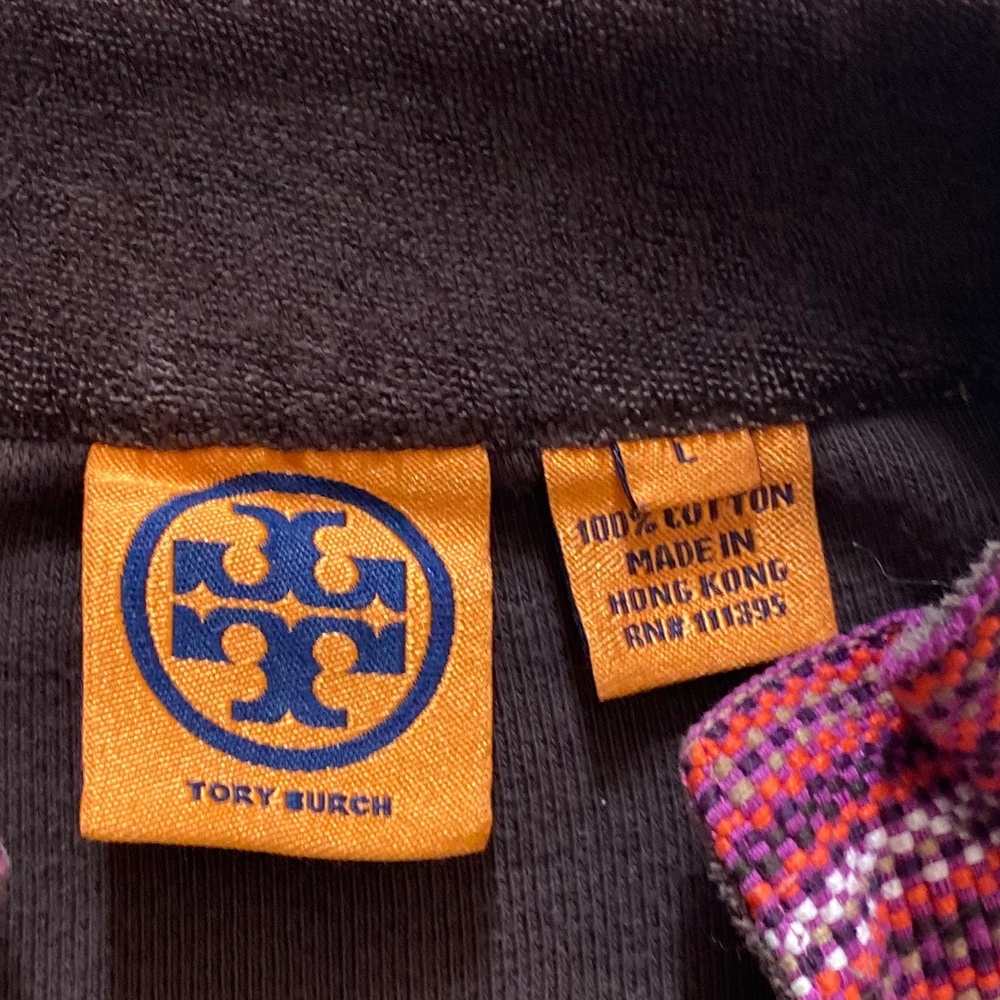 TORY BURCH
L
100% COTTON
MADE IN
HONG KONG
RN# 111395